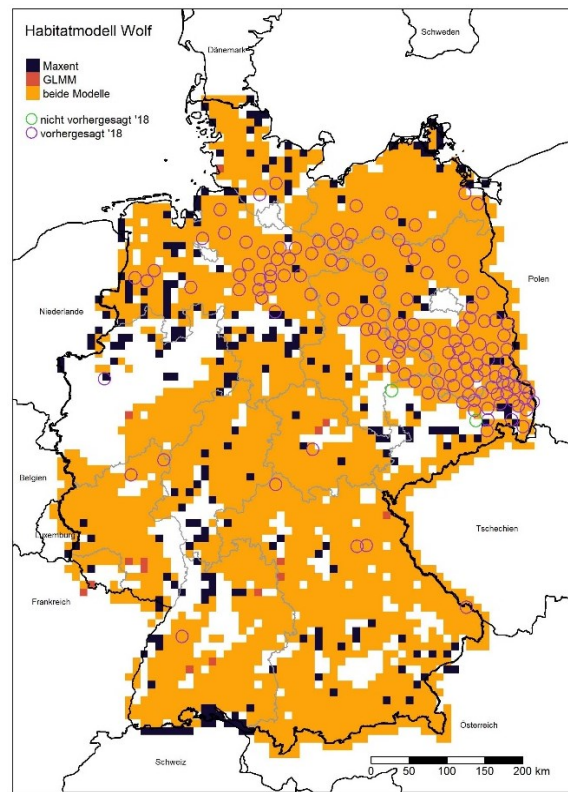 Habitatmodell Wolf
Maxent
GLMM
beide Modelle
nicht vorhergesagt '18
vorhergesagt '18
Schweden
Dänemark
Polen
Niederlande
Belgien
Luxemburg
Tschechien
Frankreich
Österreich
Schweiz
0 50 100 150 200 km